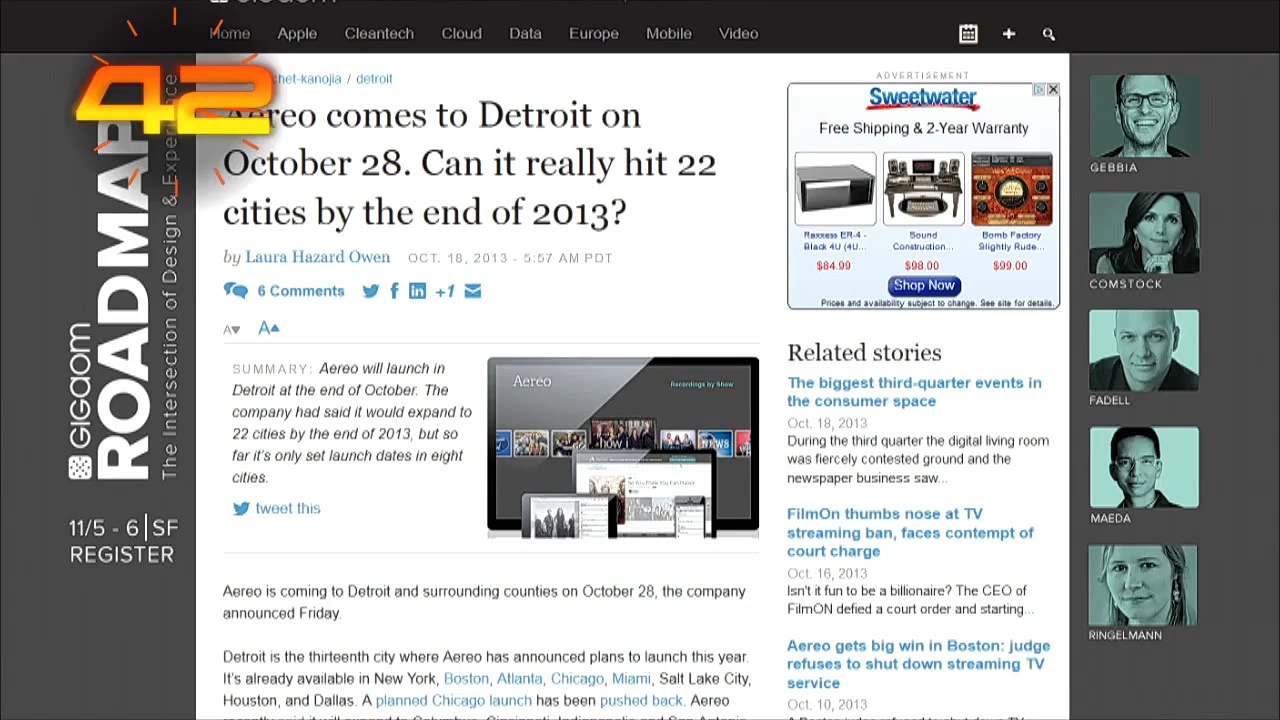 Home Apple Cleantech Cloud Data Europe Mobile Video
42
chet-kanojia / detroit
Aereo comes to Detroit on
October 28. Can it really hit 22
cities by the end of 2013?
by Laura Hazard Owen OCT. 18, 2013 - 5:57 AM PDT
6 Comments +1
A A
SUMMARY: Aereo will launch in
Detroit at the end of October. The
company had said it would expand to
22 cities by the end of 2013, but so
far it's only set launch dates in eight
cities.
tweet this
Aereo
Recordings by Show
NEWS
Aereo is coming to Detroit and surrounding counties on October 28, the company
announced Friday.
Detroit is the thirteenth city where Aereo has announced plans to launch this year.
It's already available in New York, Boston, Atlanta, Chicago, Miami, Salt Lake City,
Houston, and Dallas. A planned Chicago launch has been pushed back. Aereo
GIGAOM
ROADMAP
The Intersection of Design & Experience
11/5 - 6 | SF
REGISTER
ADVERTISEMENT
Sweetwater
Free Shipping & 2-Year Warranty
Raxxess ER-4 -
Black 4U (4U...
$84.99
Sound
Construction...
$98.00
Bomb Factory
Slightly Rude...
$99.00
Shop Now
Prices and availability subject to change. See site for details.
Related stories
The biggest third-quarter events in
the consumer space
Oct. 18, 2013
During the third quarter the digital living room
was fiercely contested ground and the
newspaper business saw...
FilmOn thumbs nose at TV
streaming ban, faces contempt of
court charge
Oct. 16, 2013
Isn't it fun to be a billionaire? The CEO of
FilmON defied a court order and starting...
Aereo gets big win in Boston: judge
refuses to shut down streaming TV
service
Oct. 10, 2013
GEBBIA
COMSTOCK
FADELL
MAEDA
RINGELMANN